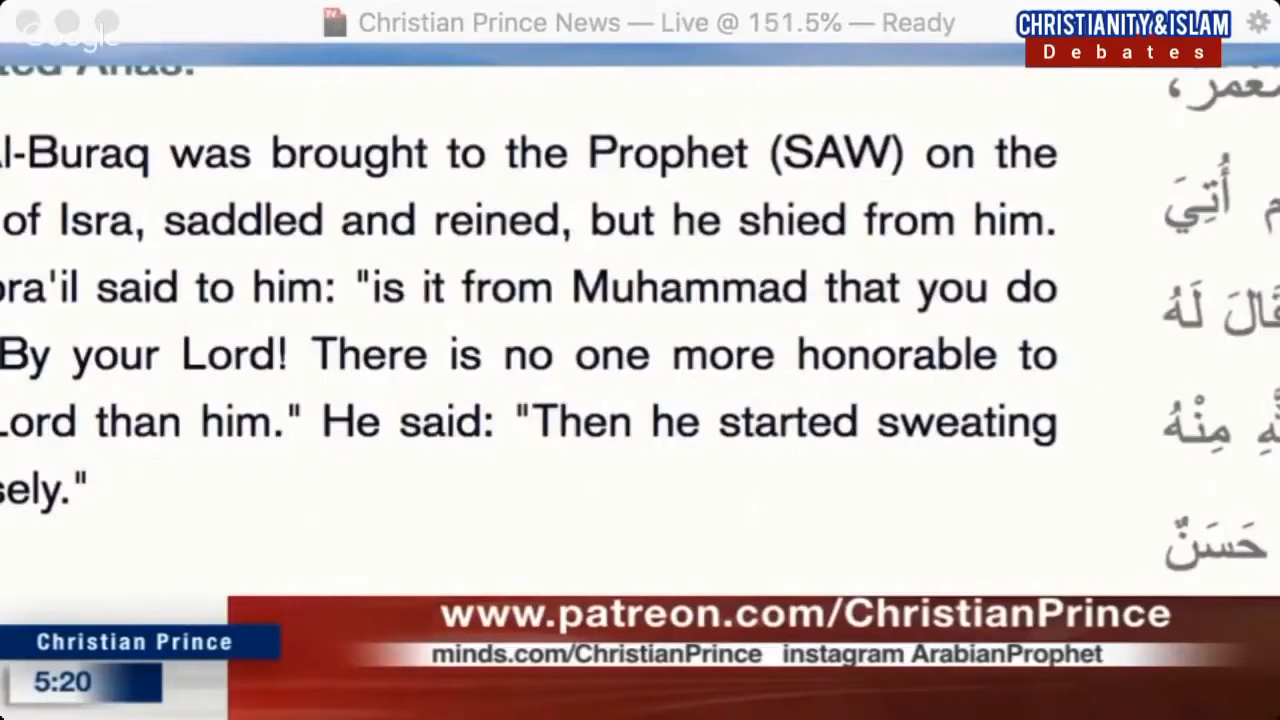 Christian Prince News — Live @ 151.5% — Ready
Google
CHRISTIANITY & ISLAM
Debates
l-Buraq was brought to the Prophet (SAW) on the
of Isra, saddled and reined, but he shied from him.
ra'il said to him: "is it from Muhammad that you do
By your Lord! There is no one more honorable to
Lord than him." He said: "Then he started sweating
sely."
أُتِيَ
قَالَ لَهُ
مِنْهُ
حَسَنٌ
www.patreon.com/ChristianPrince
Christian Prince
minds.com/ChristianPrince instagram ArabianProphet
5:20